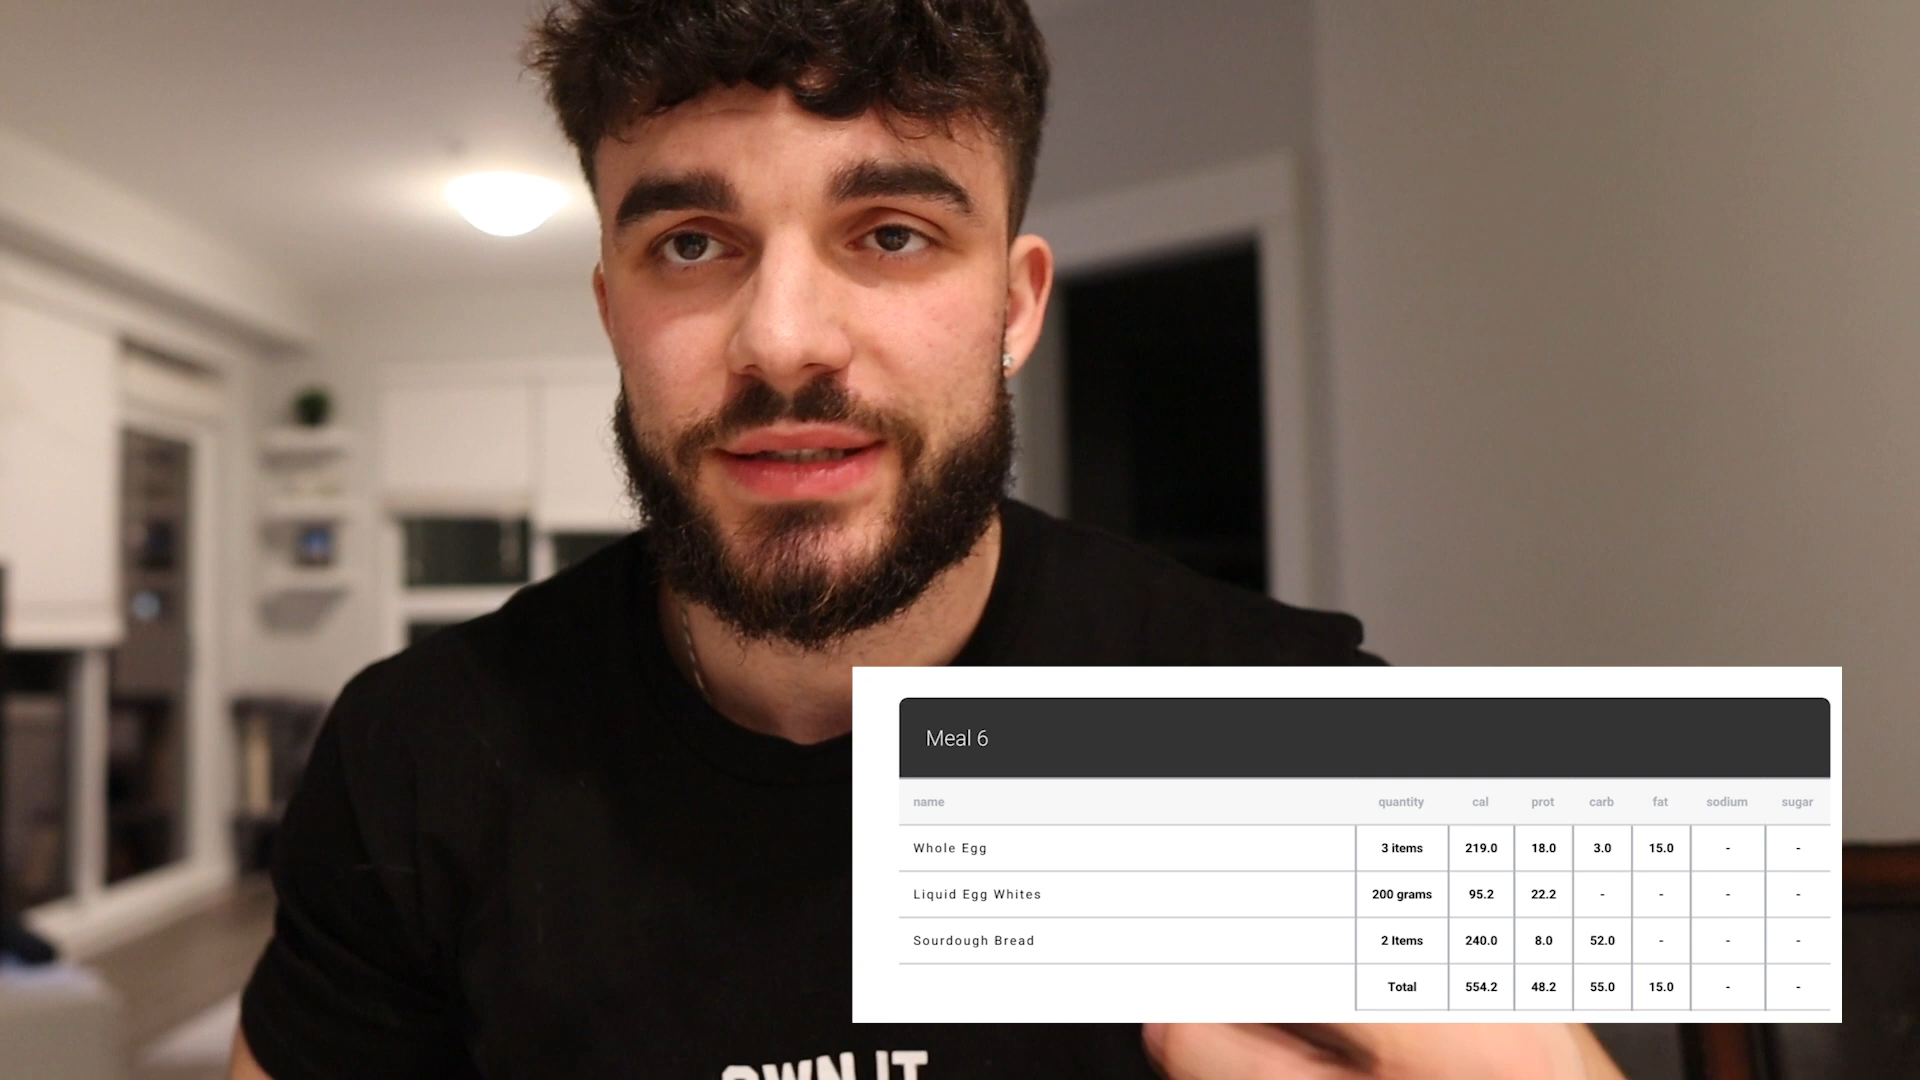 Meal 6
name quantity cal prot carb fat sodium sugar
Whole Egg 3 items 219.0 18.0 3.0 15.0 - -
Liquid Egg Whites 200 grams 95.2 22.2 - - - -
Sourdough Bread 2 Items 240.0 8.0 52.0 - - -
Total 554.2 48.2 55.0 15.0 - -
OWN IT